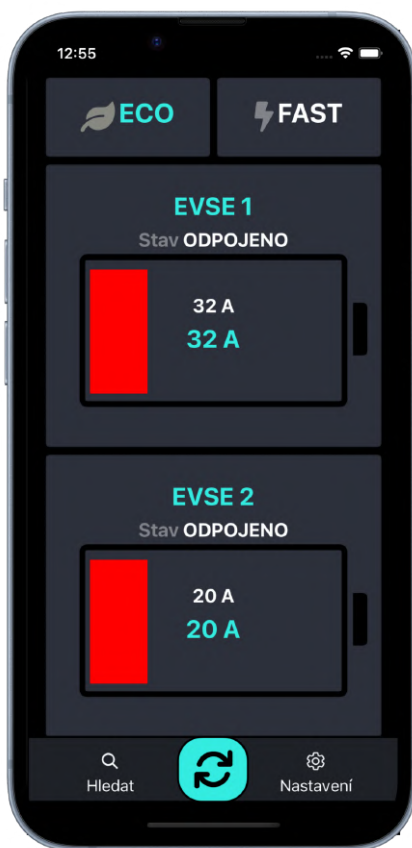 12:55
ECO
FAST
EVSE 1
Stav ODPOJENO
32 A
32 A
EVSE 2
Stav ODPOJENO
20 A
20 A
Hledat
Nastavení